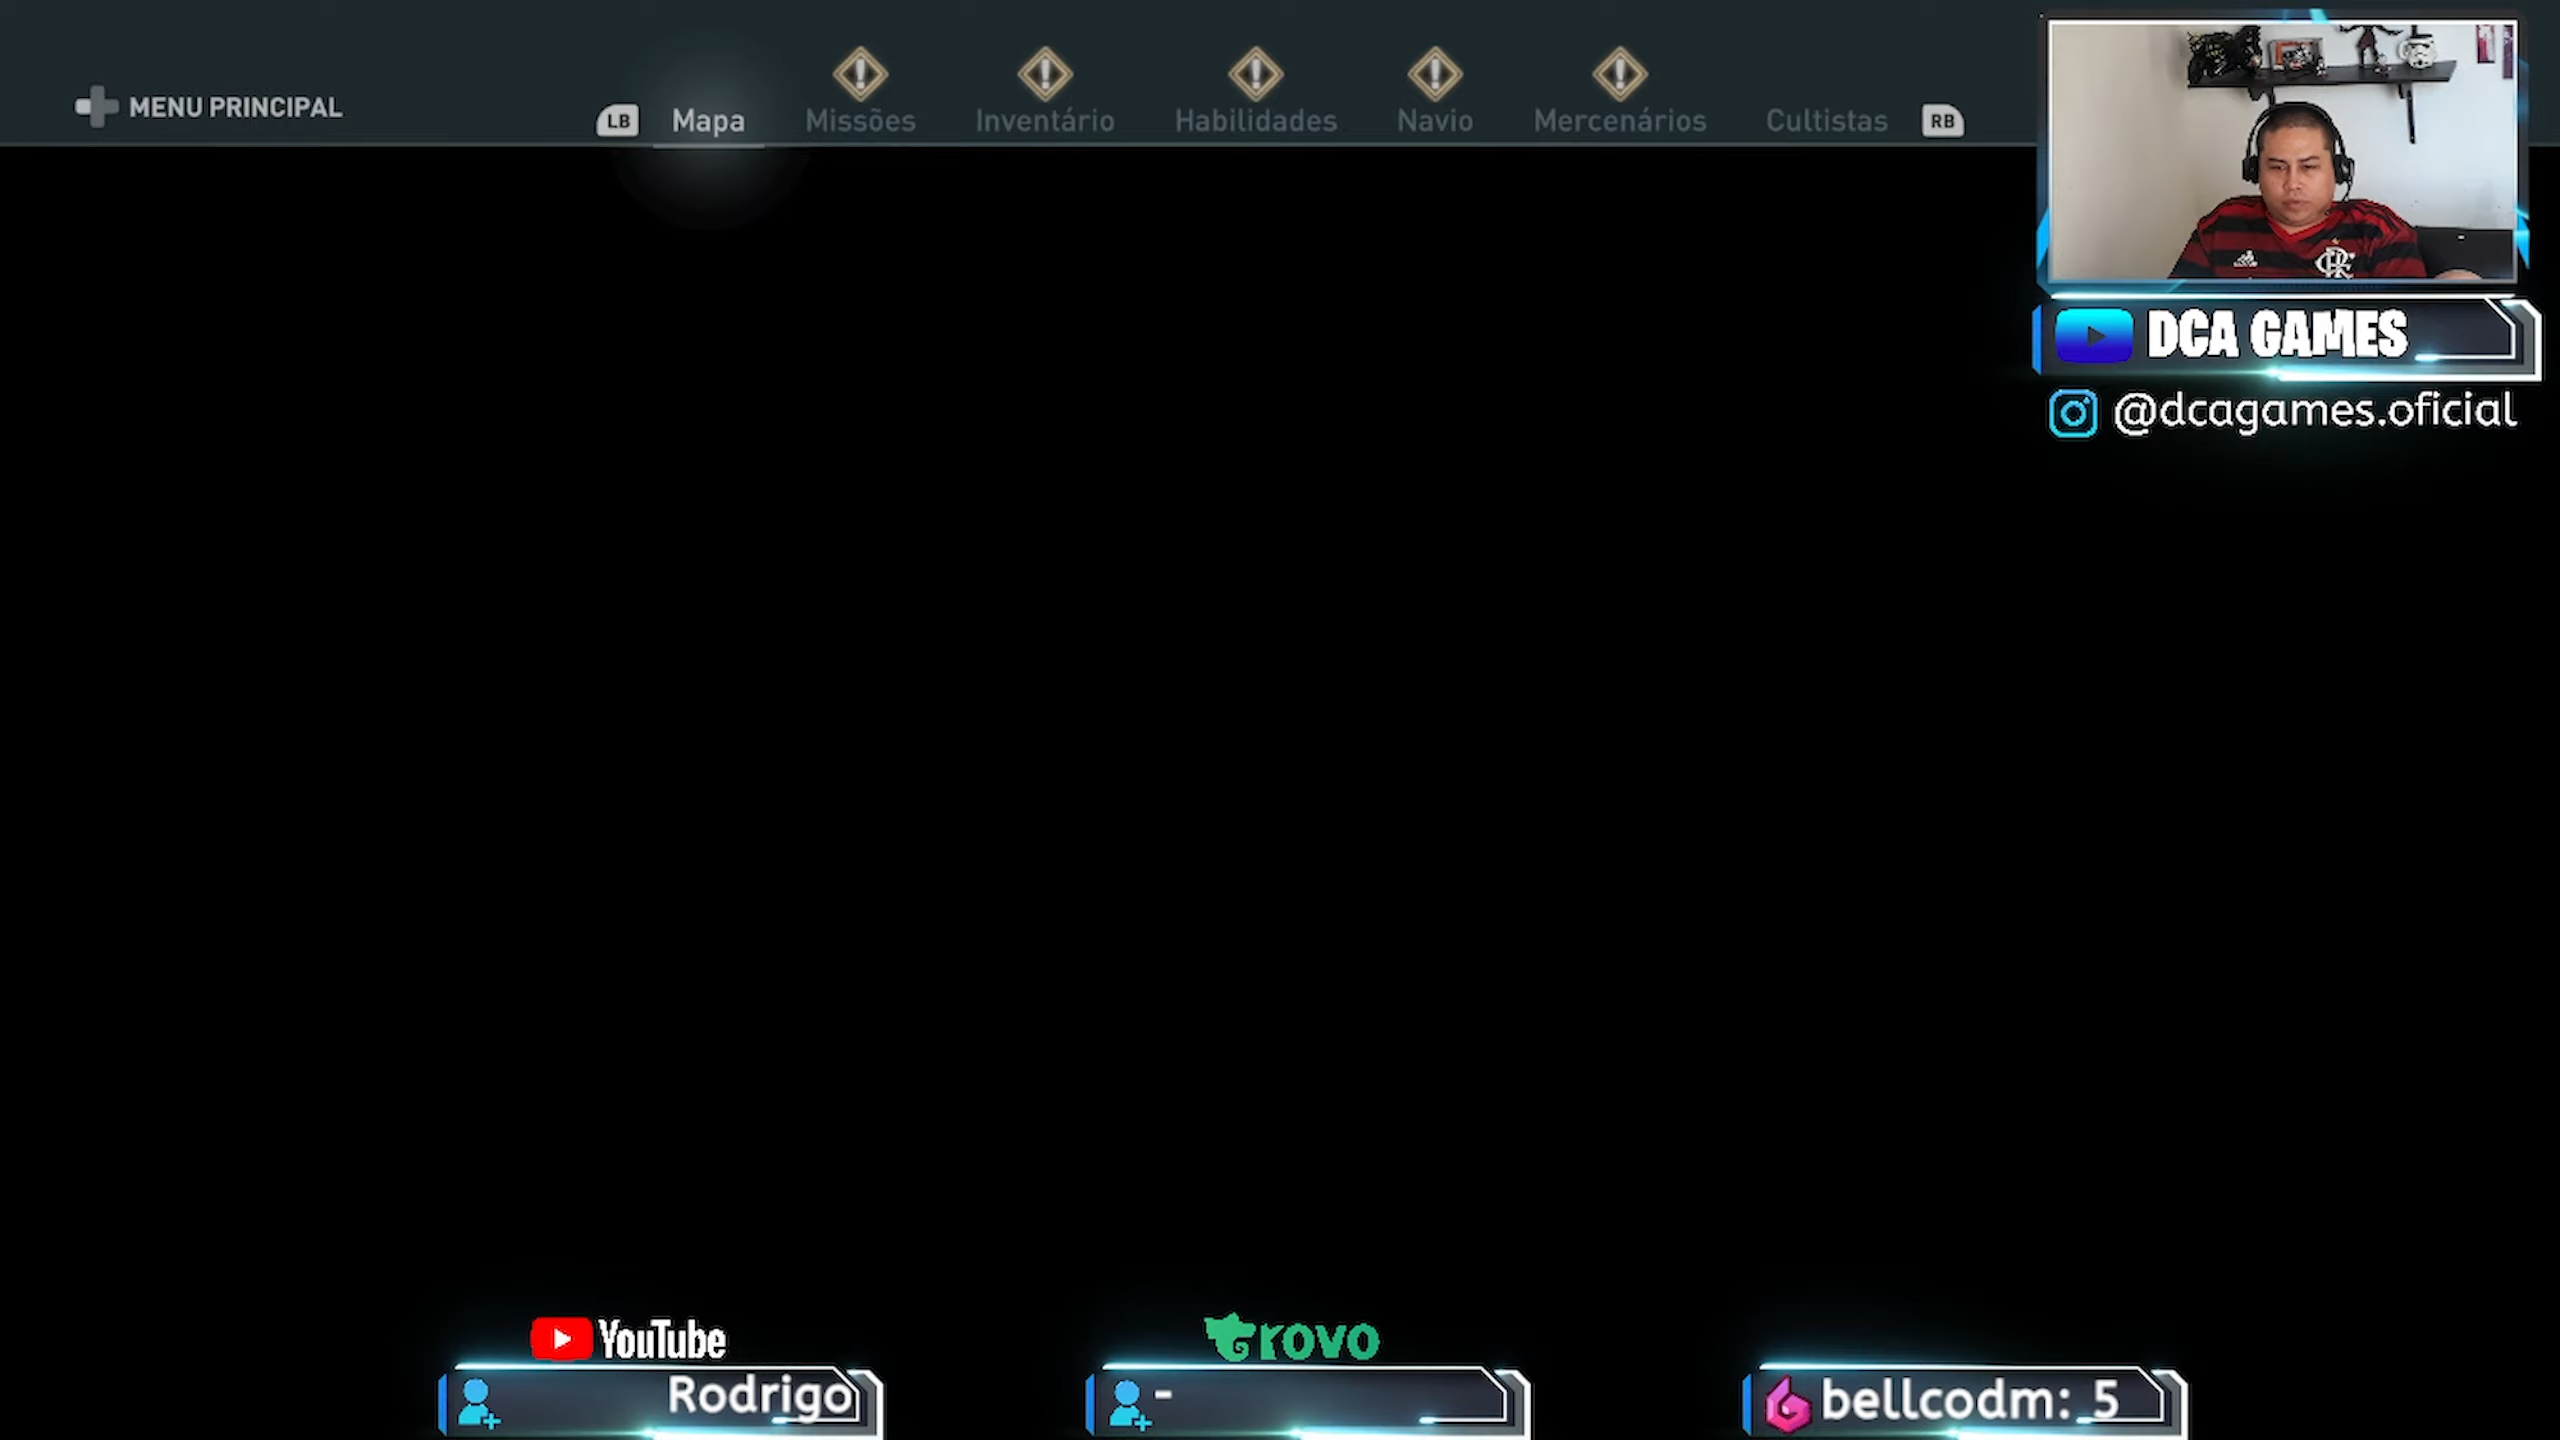 MENU PRINCIPAL
LB Mapa Missões Inventário Habilidades Navio Mercenários Cultistas RB
DCA GAMES
@dcagames.oficial
YouTube
Rodrigo
Trovo
-
bellcodm: 5